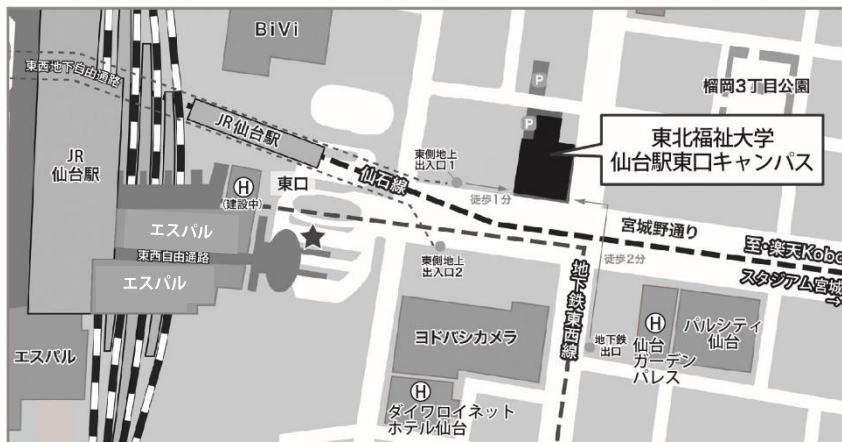 BiVi
東西地下自由通路
P
P
榴岡3丁目公園
JR仙台駅
東北福祉大学
仙台駅東口キャンパス
JR
仙台駅
東側地上
出入口1
仙石線
徒歩1分
H
(建設中)
東口
エスパル
東西自由通路
エスパル
宮城野通り
至・楽天Kobo
スタジアム宮城
→
徒歩2分
東側地上
出入口2
地下鉄東西線
ヨドバシカメラ
地下鉄
出口
H
仙台
ガーデン
パレス
パルシティ
仙台
エスパル
H
ダイワロイネット
ホテル仙台